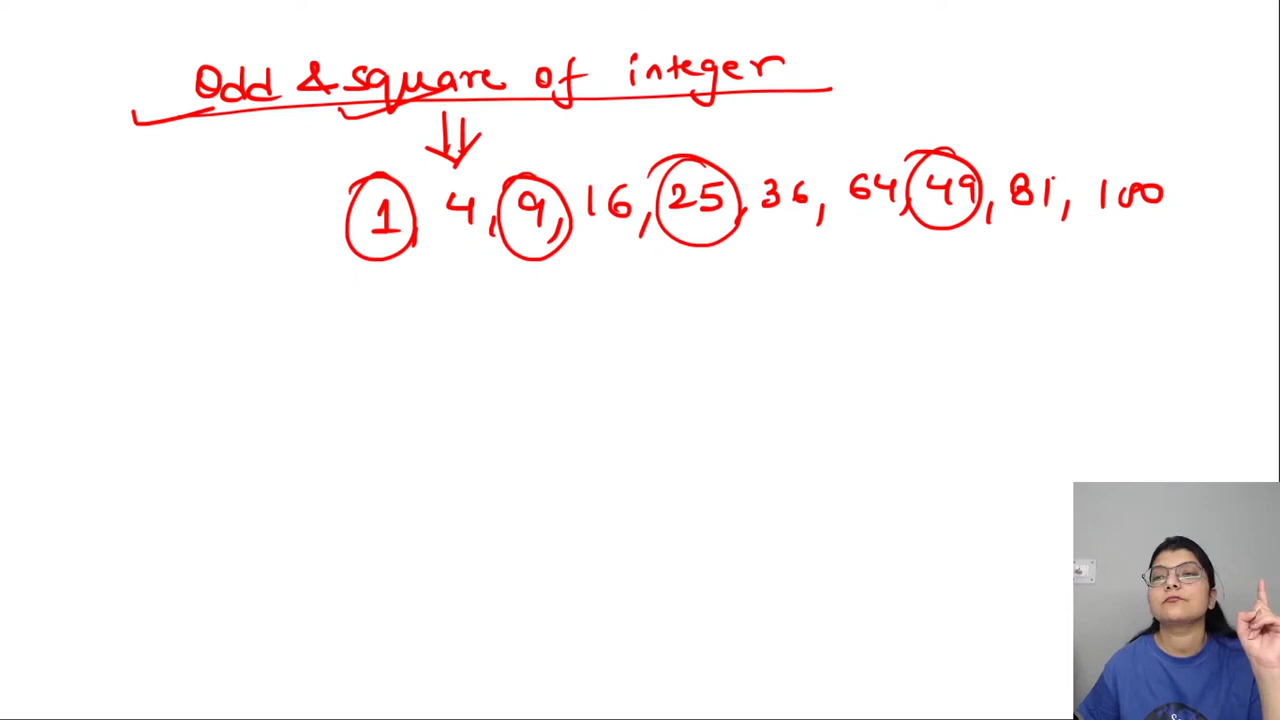 Odd & square of integer
1, 4, 9, 16, 25, 36, 64, 49, 81, 100